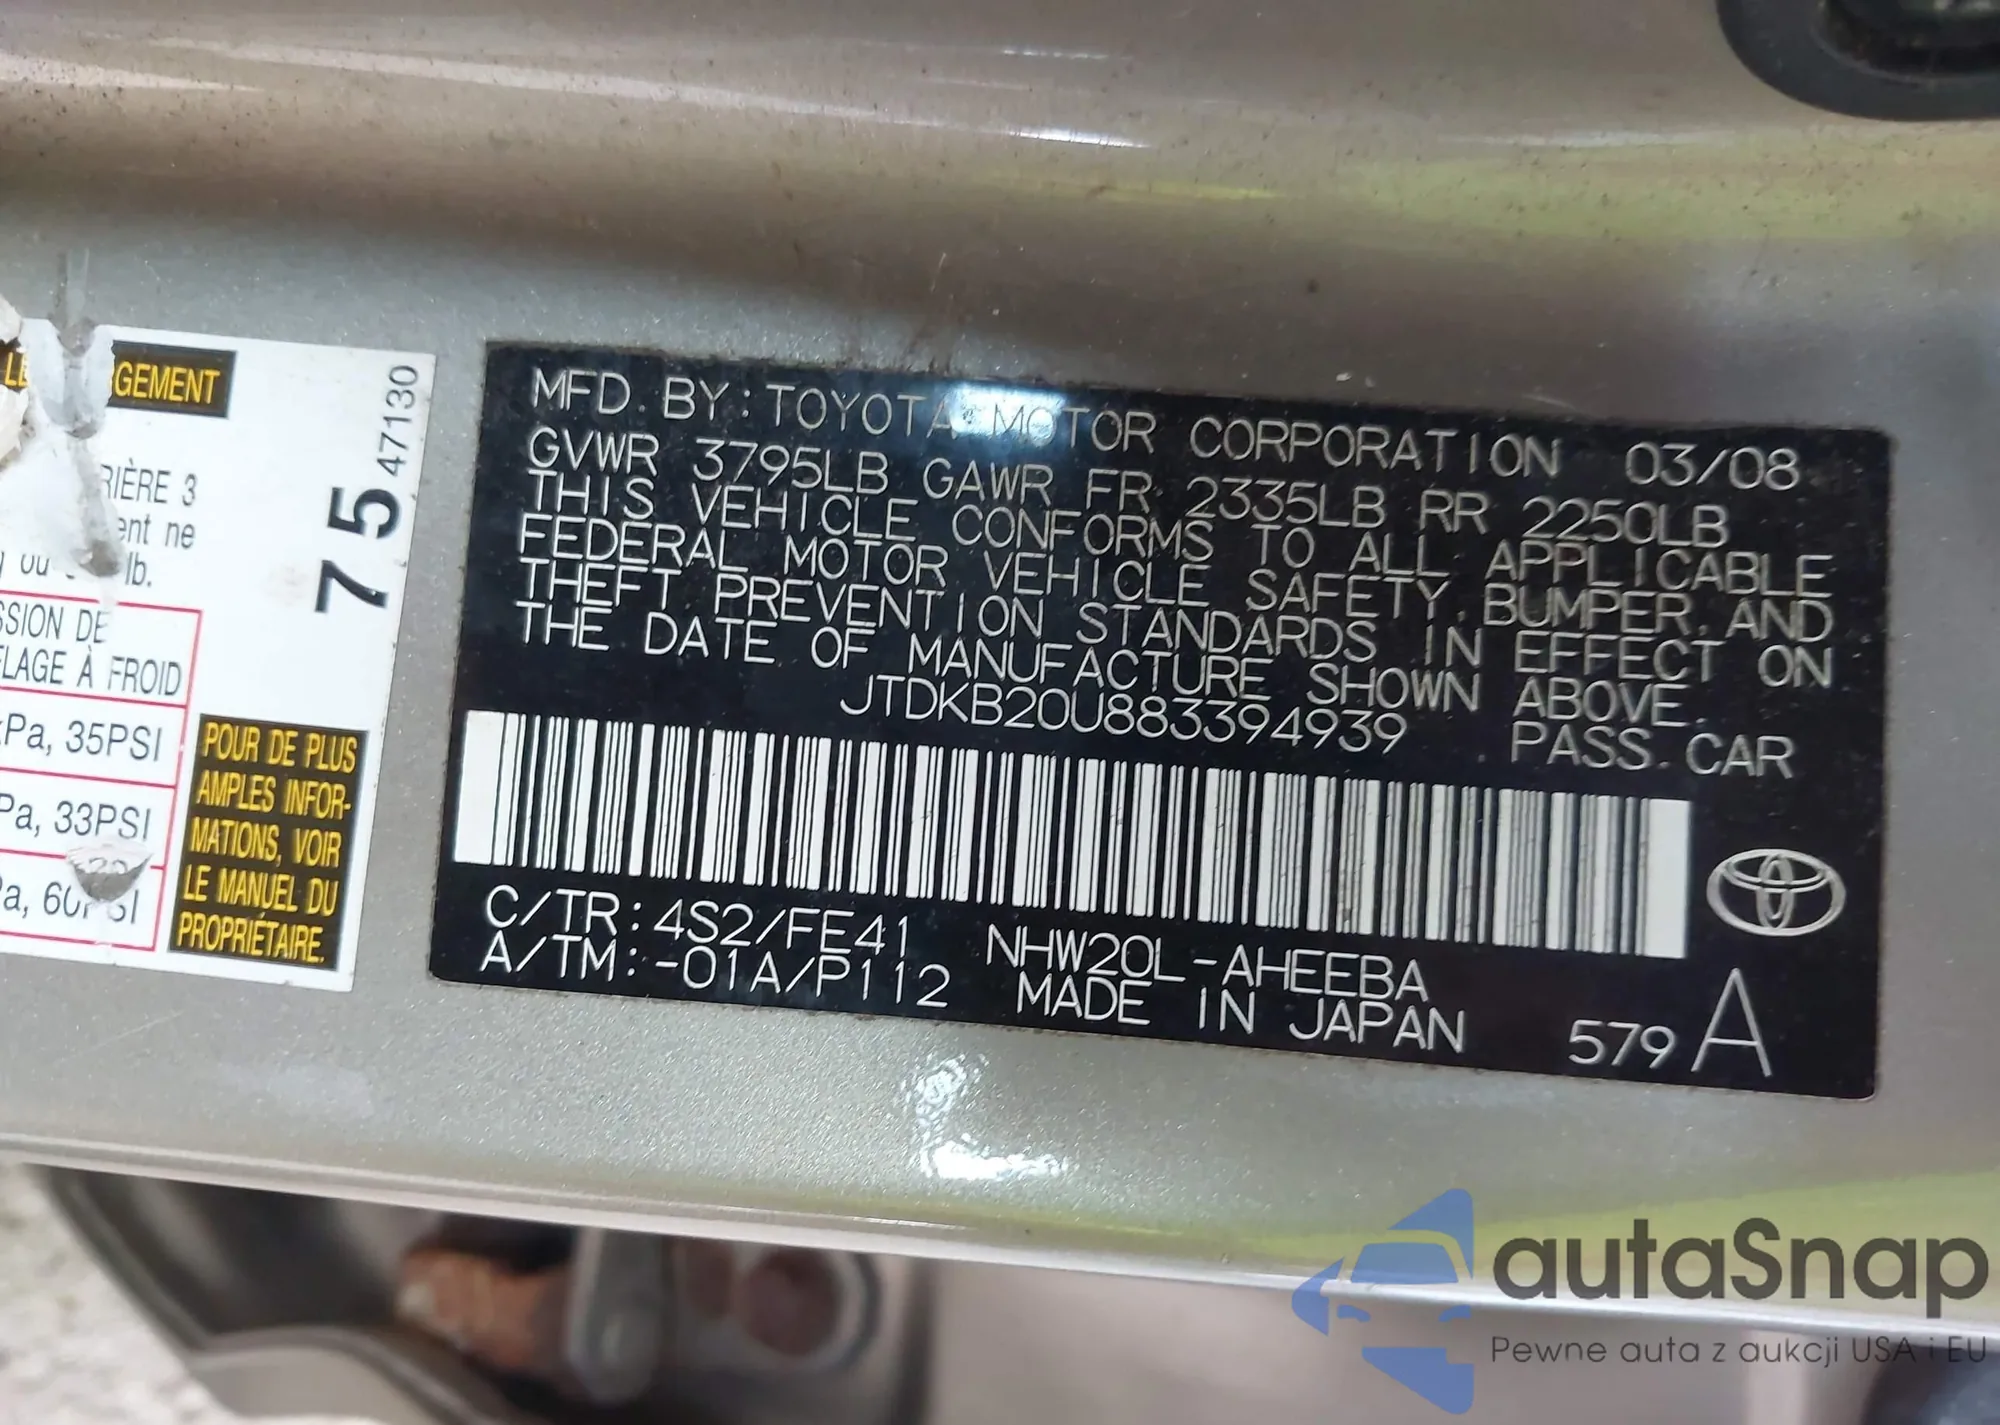 GEMENT
RIÈRE 3
ent ne
lb.
SSION DE
FLAGE À FROID
kPa, 35PSI
Pa, 33PSI
POUR DE PLUS
AMPLES INFOR-
MATIONS, VOIR
LE MANUEL DU
PROPRIÉTAIRE.
75
47130
MFD. BY: TOYOTA MOTOR CORPORATION 03/08
GVWR 3795LB GAWR FR 2335LB RR 2250LB
THIS VEHICLE CONFORMS TO ALL APPLICABLE
FEDERAL MOTOR VEHICLE SAFETY, BUMPER, AND
THEFT PREVENTION STANDARDS IN EFFECT ON
THE DATE OF MANUFACTURE SHOWN ABOVE.
JTDKB20U883394939 PASS. CAR
C/TR: 4S2/FE41 NHW20L-AHEEBA
A/TM: -01A/P112 MADE IN JAPAN 579 A
autaSnap
Pewne auta z aukcji USA i EU